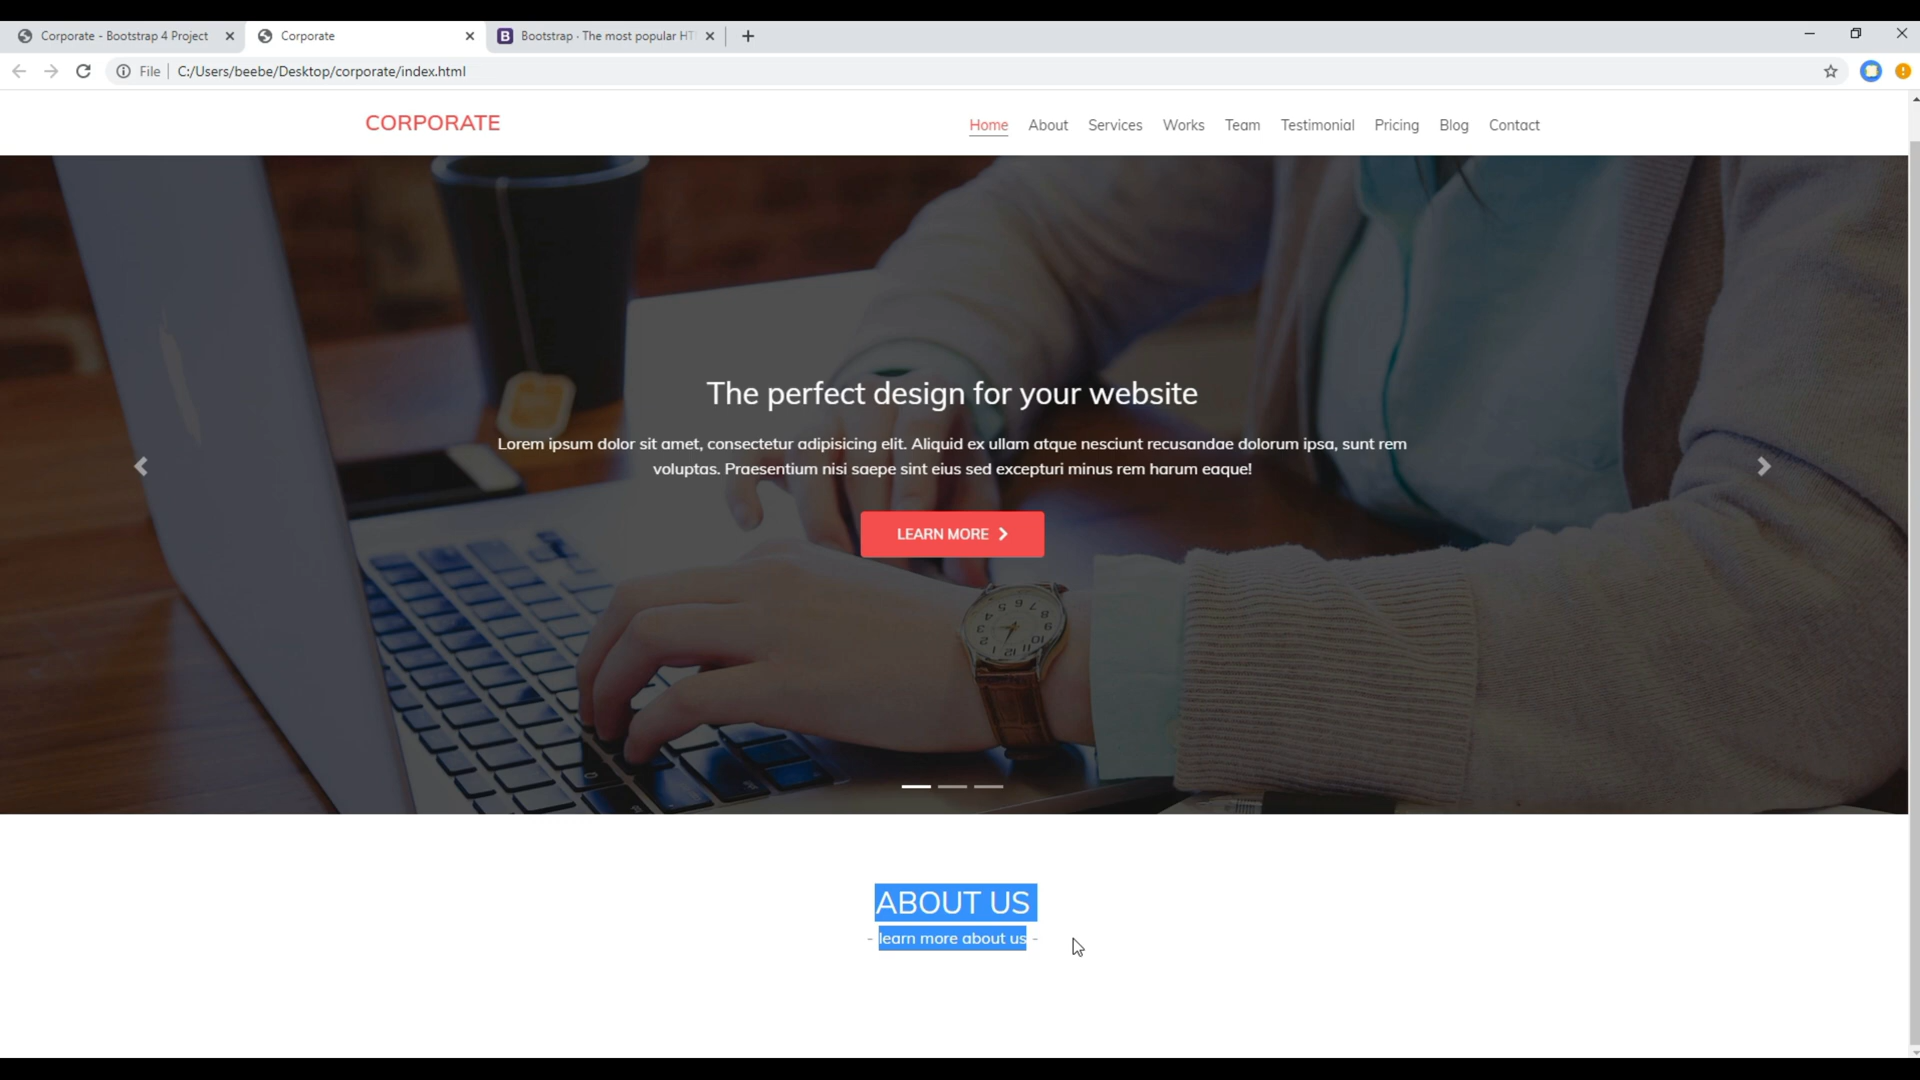 Corporate - Bootstrap 4 Project
Corporate
Bootstrap · The most popular HT
File
C:/Users/beebe/Desktop/corporate/index.html
CORPORATE
Home About Services Works Team Testimonial Pricing Blog Contact
The perfect design for your website
Lorem ipsum dolor sit amet, consectetur adipisicing elit. Aliquid ex ullam atque nesciunt recusandae dolorum ipsa, sunt rem
voluptas. Praesentium nisi saepe sint eius sed excepturi minus rem harum eaque!
LEARN MORE
ABOUT US
- learn more about us -